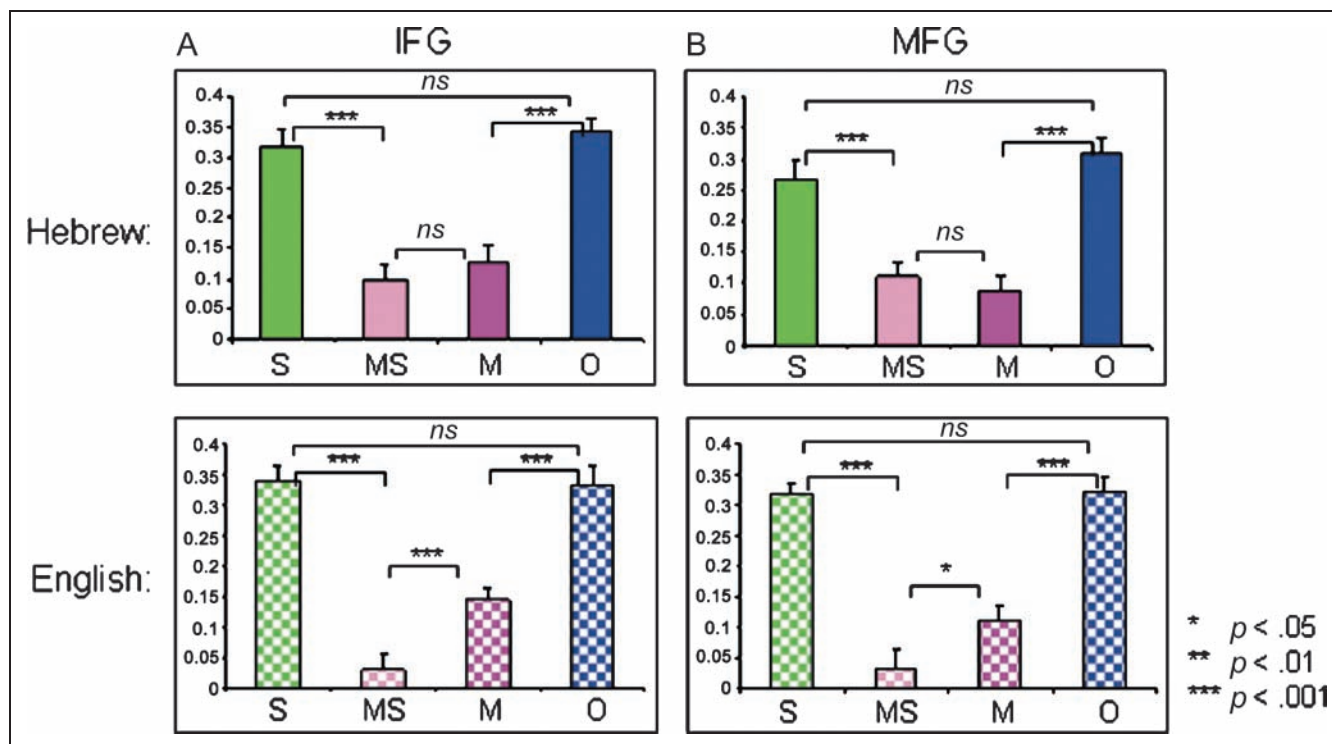 A IFG
B MFG
Hebrew:
ns
*** ***
ns
0.4
0.35
0.3
0.25
0.2
0.15
0.1
0.05
0
S MS M O
ns
*** ***
ns
0.4
0.35
0.3
0.25
0.2
0.15
0.1
0.05
0
S MS M O
English:
ns
*** ***
***
0.4
0.35
0.3
0.25
0.2
0.15
0.1
0.05
0
S MS M O
ns
*** ***
*
0.4
0.35
0.3
0.25
0.2
0.15
0.1
0.05
0
S MS M O
* p < .05
** p < .01
*** p < .001